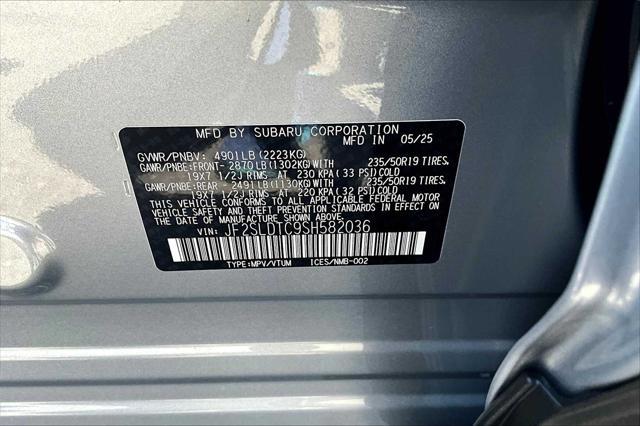 MFD BY SUBARU CORPORATION
MFD IN 05/25
GVWR/PNBV: 4901LB(2223KG)
GAWR/PNBE:FRONT- 2870LB(1302KG)WITH 235/50R19 TIRES.
19X7 1/2J RIMS AT 230 KPA(33 PSI)COLD
GAWR/PNBE:REAR - 2491LB(1130KG)WITH 235/50R19 TIRES.
19X7 1/2J RIMS AT 220 KPA(32 PSI)COLD
THIS VEHICLE CONFORMS TO ALL APPLICABLE FEDERAL MOTOR
VEHICLE SAFETY AND THEFT PREVENTION STANDARDS IN EFFECT ON
THE DATE OF MANUFACTURE SHOWN ABOVE.
VIN: JF2SLDTC9SH582036
TYPE:MPV/VTUM ICES/NMB-002